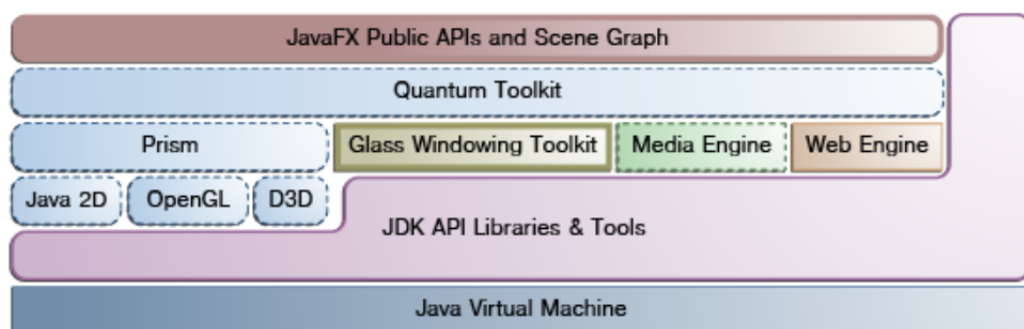 JavaFX Public APIs and Scene Graph
Quantum Toolkit
Prism
Glass Windowing Toolkit
Media Engine
Web Engine
Java 2D
OpenGL
D3D
JDK API Libraries & Tools
Java Virtual Machine